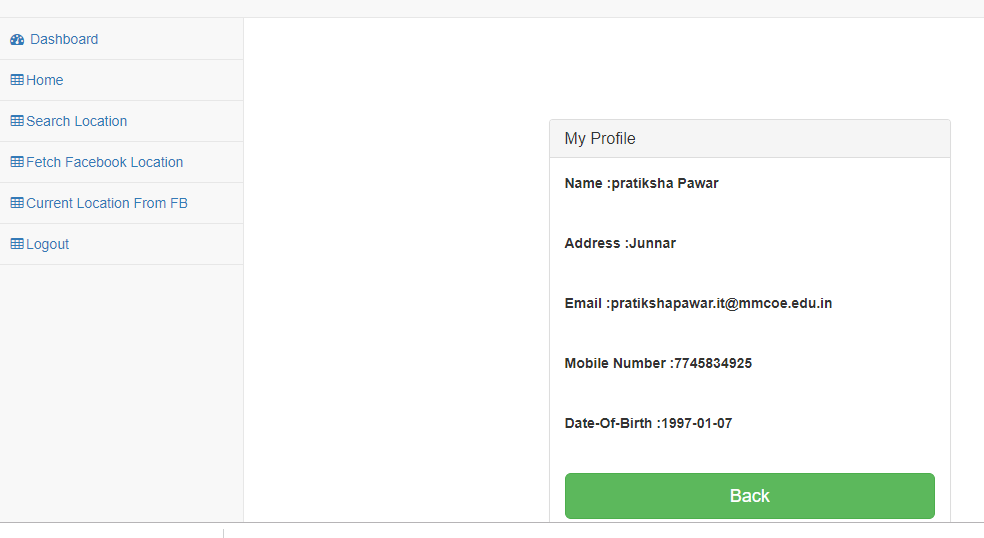 Dashboard
Home
Search Location
Fetch Facebook Location
Current Location From FB
Logout
My Profile
Name :pratiksha Pawar
Address :Junnar
Email :pratikshapawar.it@mmcoe.edu.in
Mobile Number :7745834925
Date-Of-Birth :1997-01-07
Back